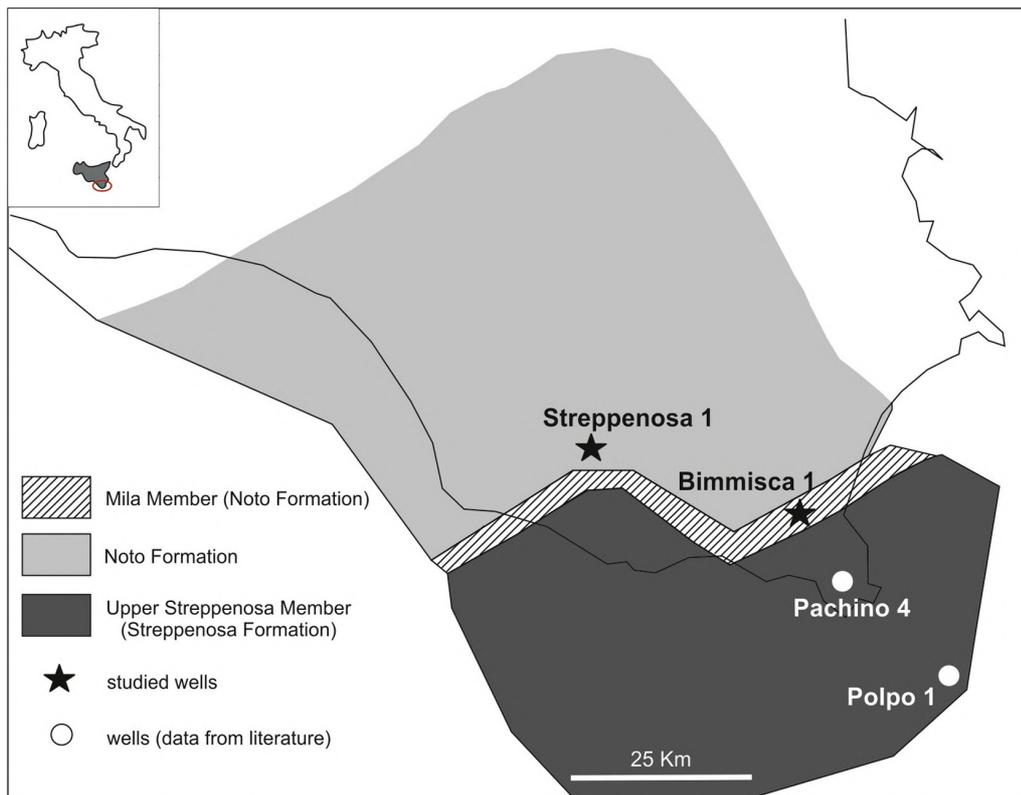 Streppenosa 1
Bimmisca 1
Mila Member (Noto Formation)
Noto Formation
Upper Streppenosa Member
(Streppenosa Formation)
studied wells
wells (data from literature)
Pachino 4
Polpo 1
25 Km